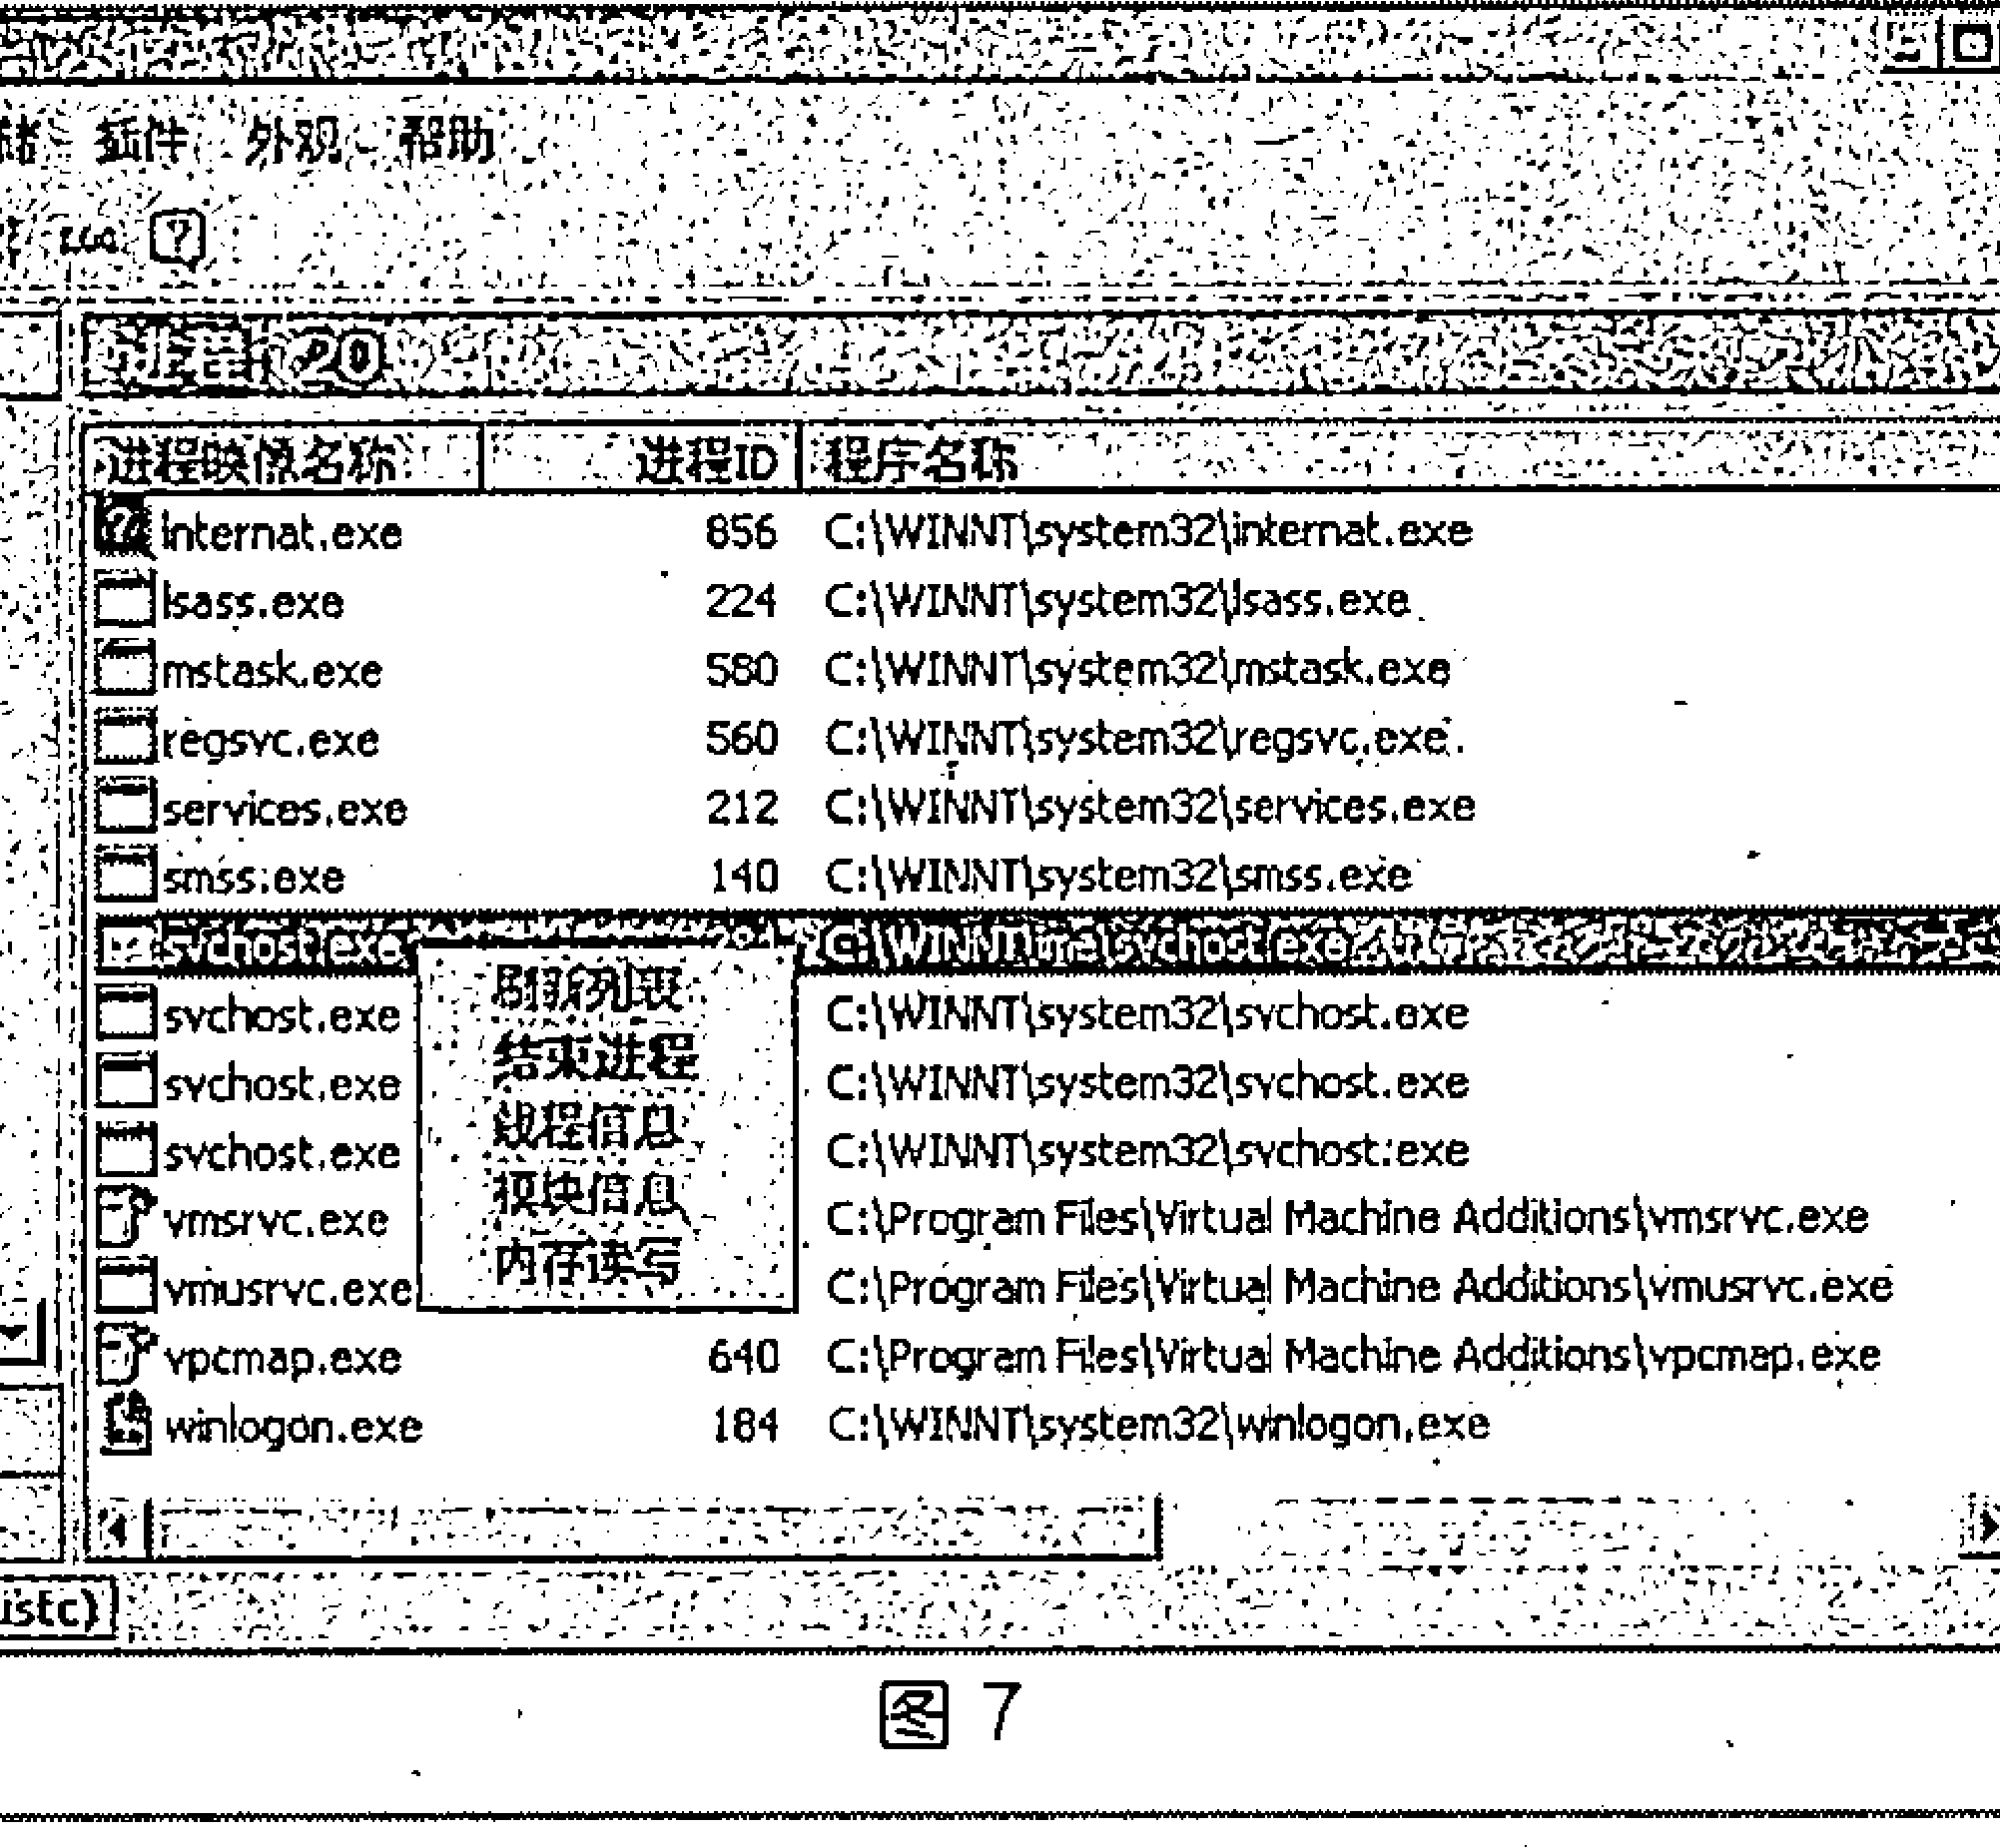 插件 外观 帮助
进程: 20
进程映像名称 进程ID 程序名称
internat.exe 856 C:\WINNT\system32\internat.exe
lsass.exe 224 C:\WINNT\system32\lsass.exe
mstask.exe 580 C:\WINNT\system32\mstask.exe
regsvc.exe 560 C:\WINNT\system32\regsvc.exe
services.exe 212 C:\WINNT\system32\services.exe
smss.exe 140 C:\WINNT\system32\smss.exe
svchost.exe
svchost.exe C:\WINNT\system32\svchost.exe
svchost.exe C:\WINNT\system32\svchost.exe
svchost.exe C:\WINNT\system32\svchost.exe
vmsrvc.exe C:\Program Files\Virtual Machine Additions\vmsrvc.exe
vmusrvc.exe C:\Program Files\Virtual Machine Additions\vmusrvc.exe
vpcmap.exe 640 C:\Program Files\Virtual Machine Additions\vpcmap.exe
winlogon.exe 184 C:\WINNT\system32\winlogon.exe
刷新列表
结束进程
线程信息
模块信息
内存读写
图 7